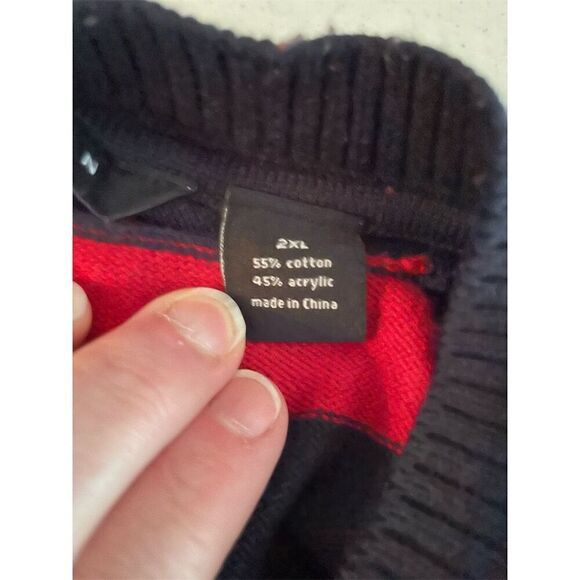 2XL
55% cotton
45% acrylic
made in China